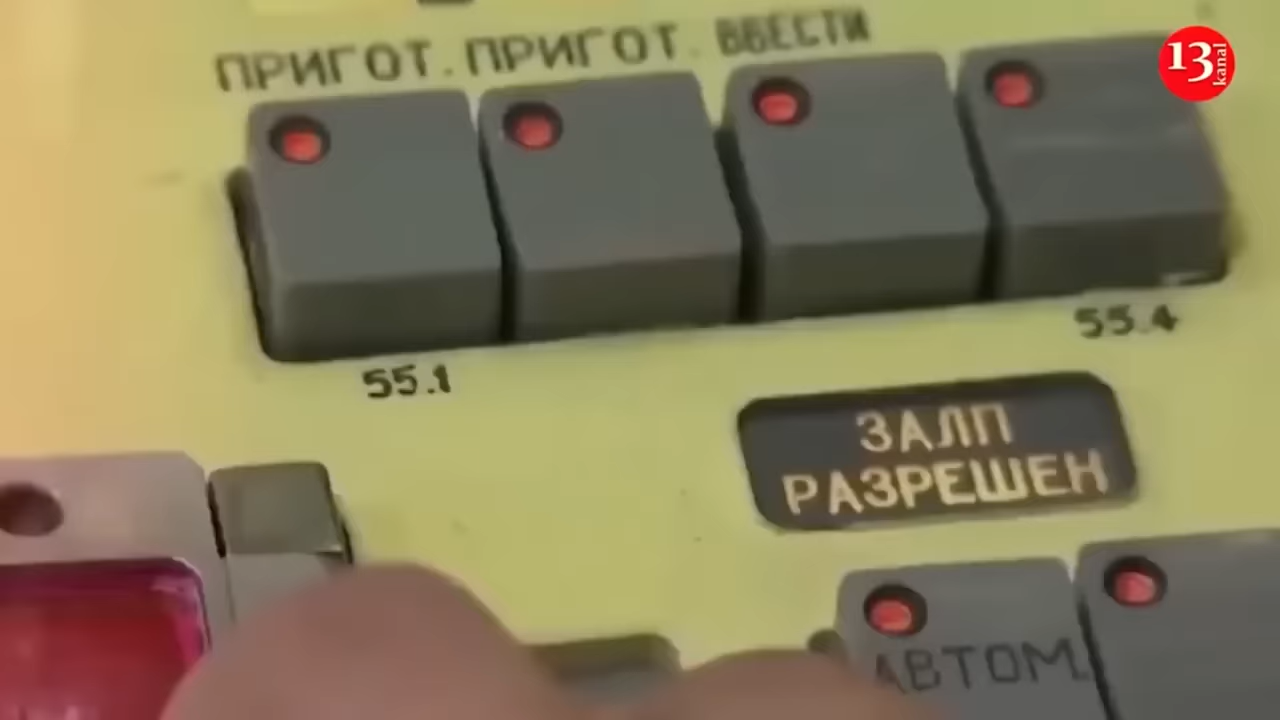 ПРИГОТ. ПРИГОТ. ВВЕСТИ
13
kanal
55.1
55.4
ЗАЛП
РАЗРЕШЕН
АВТОМ.